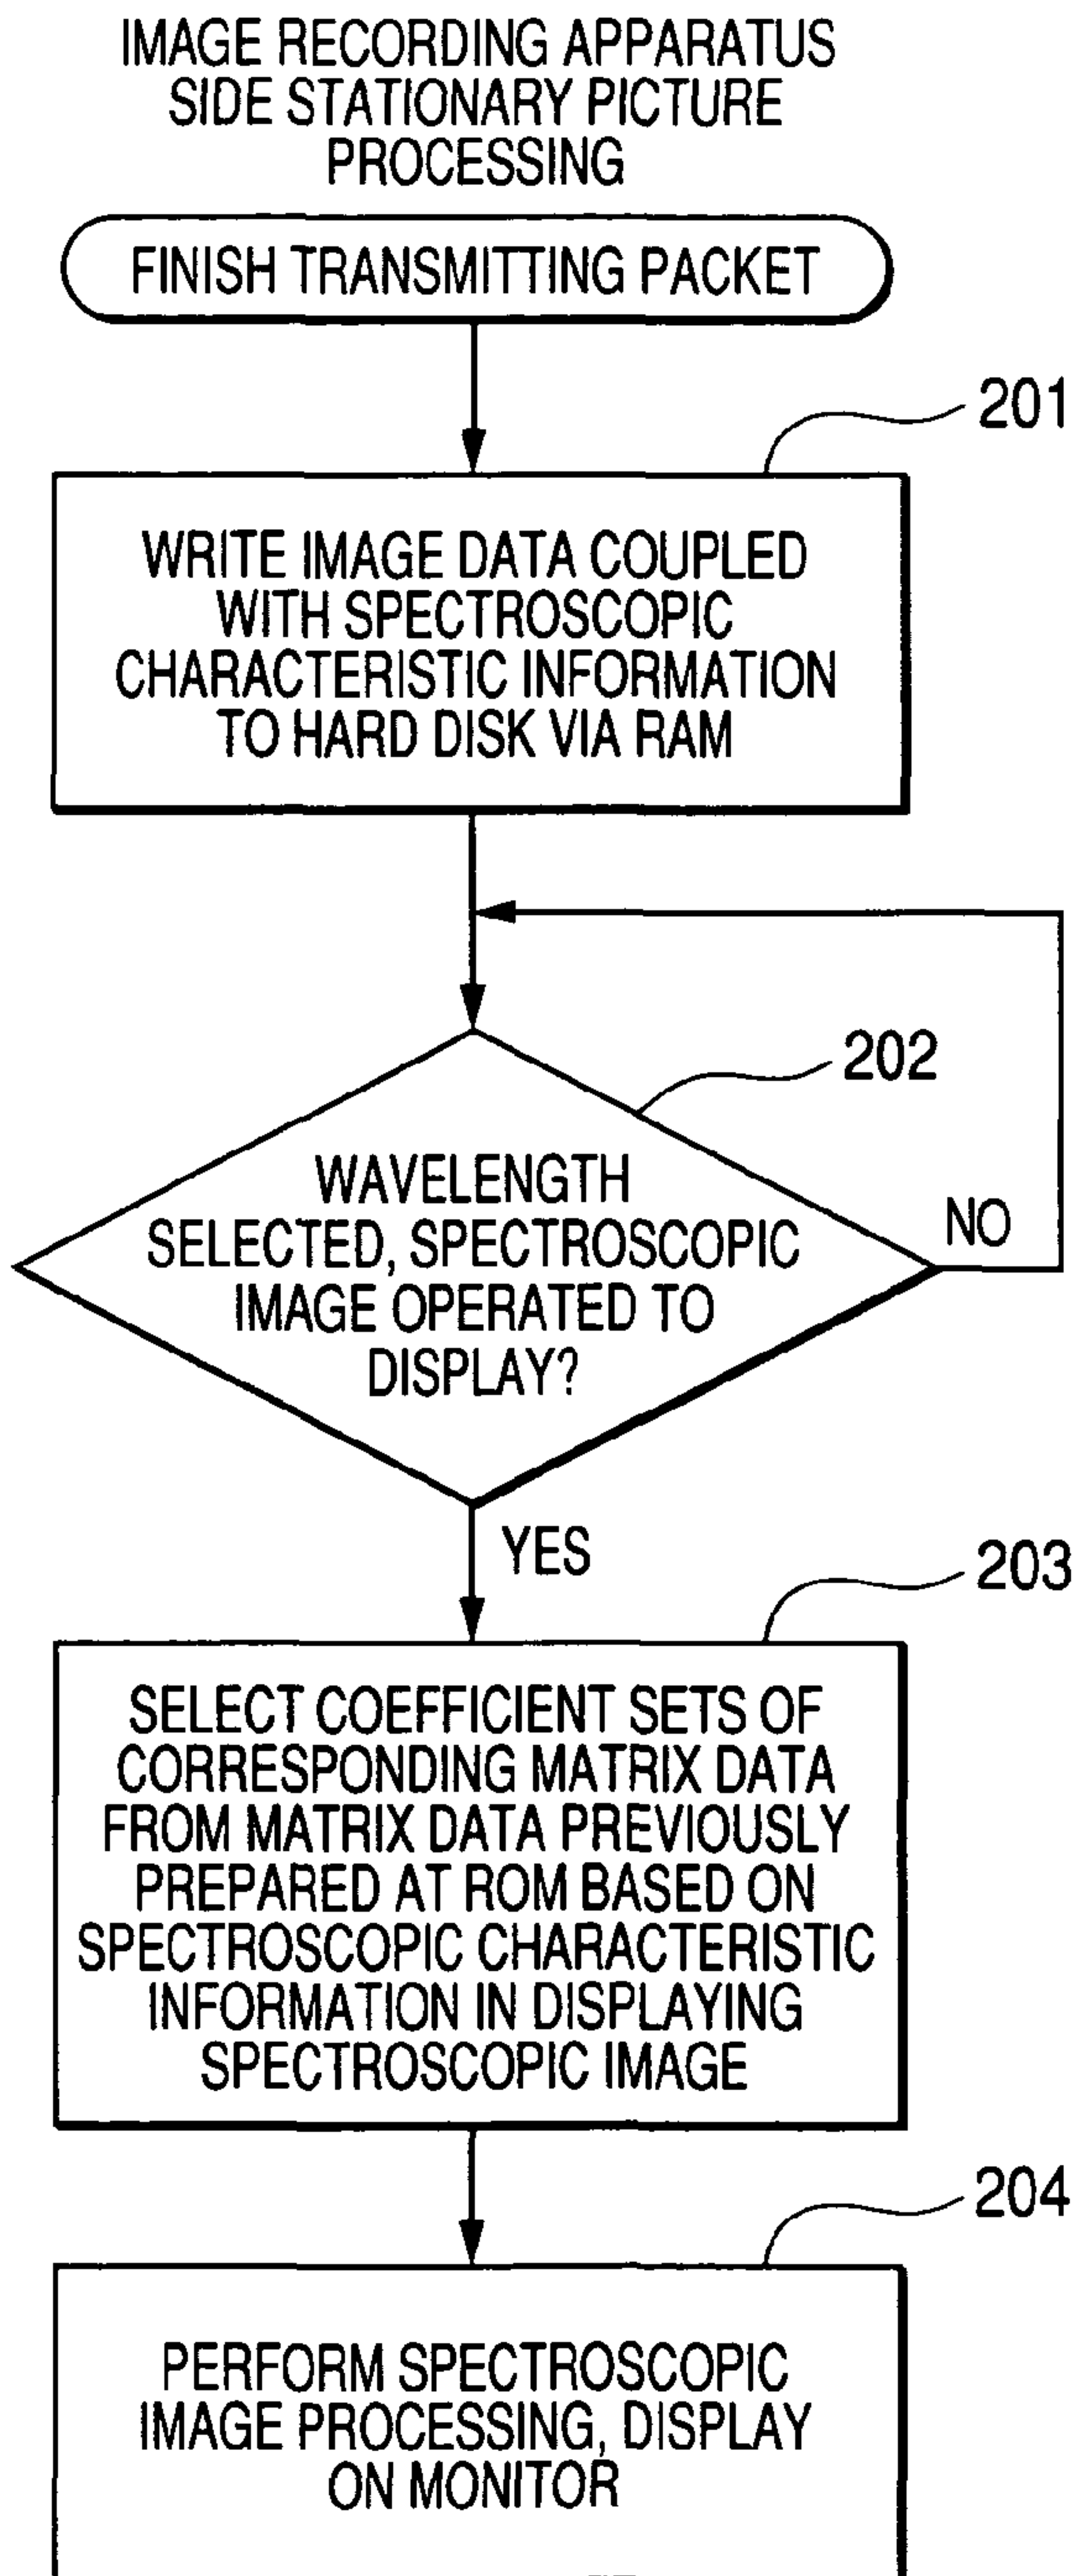 IMAGE RECORDING APPARATUS
SIDE STATIONARY PICTURE
PROCESSING
FINISH TRANSMITTING PACKET
201
WRITE IMAGE DATA COUPLED
WITH SPECTROSCOPIC
CHARACTERISTIC INFORMATION
TO HARD DISK VIA RAM
202
WAVELENGTH
SELECTED, SPECTROSCOPIC
IMAGE OPERATED TO
DISPLAY?
NO
YES
203
SELECT COEFFICIENT SETS OF
CORRESPONDING MATRIX DATA
FROM MATRIX DATA PREVIOUSLY
PREPARED AT ROM BASED ON
SPECTROSCOPIC CHARACTERISTIC
INFORMATION IN DISPLAYING
SPECTROSCOPIC IMAGE
204
PERFORM SPECTROSCOPIC
IMAGE PROCESSING, DISPLAY
ON MONITOR